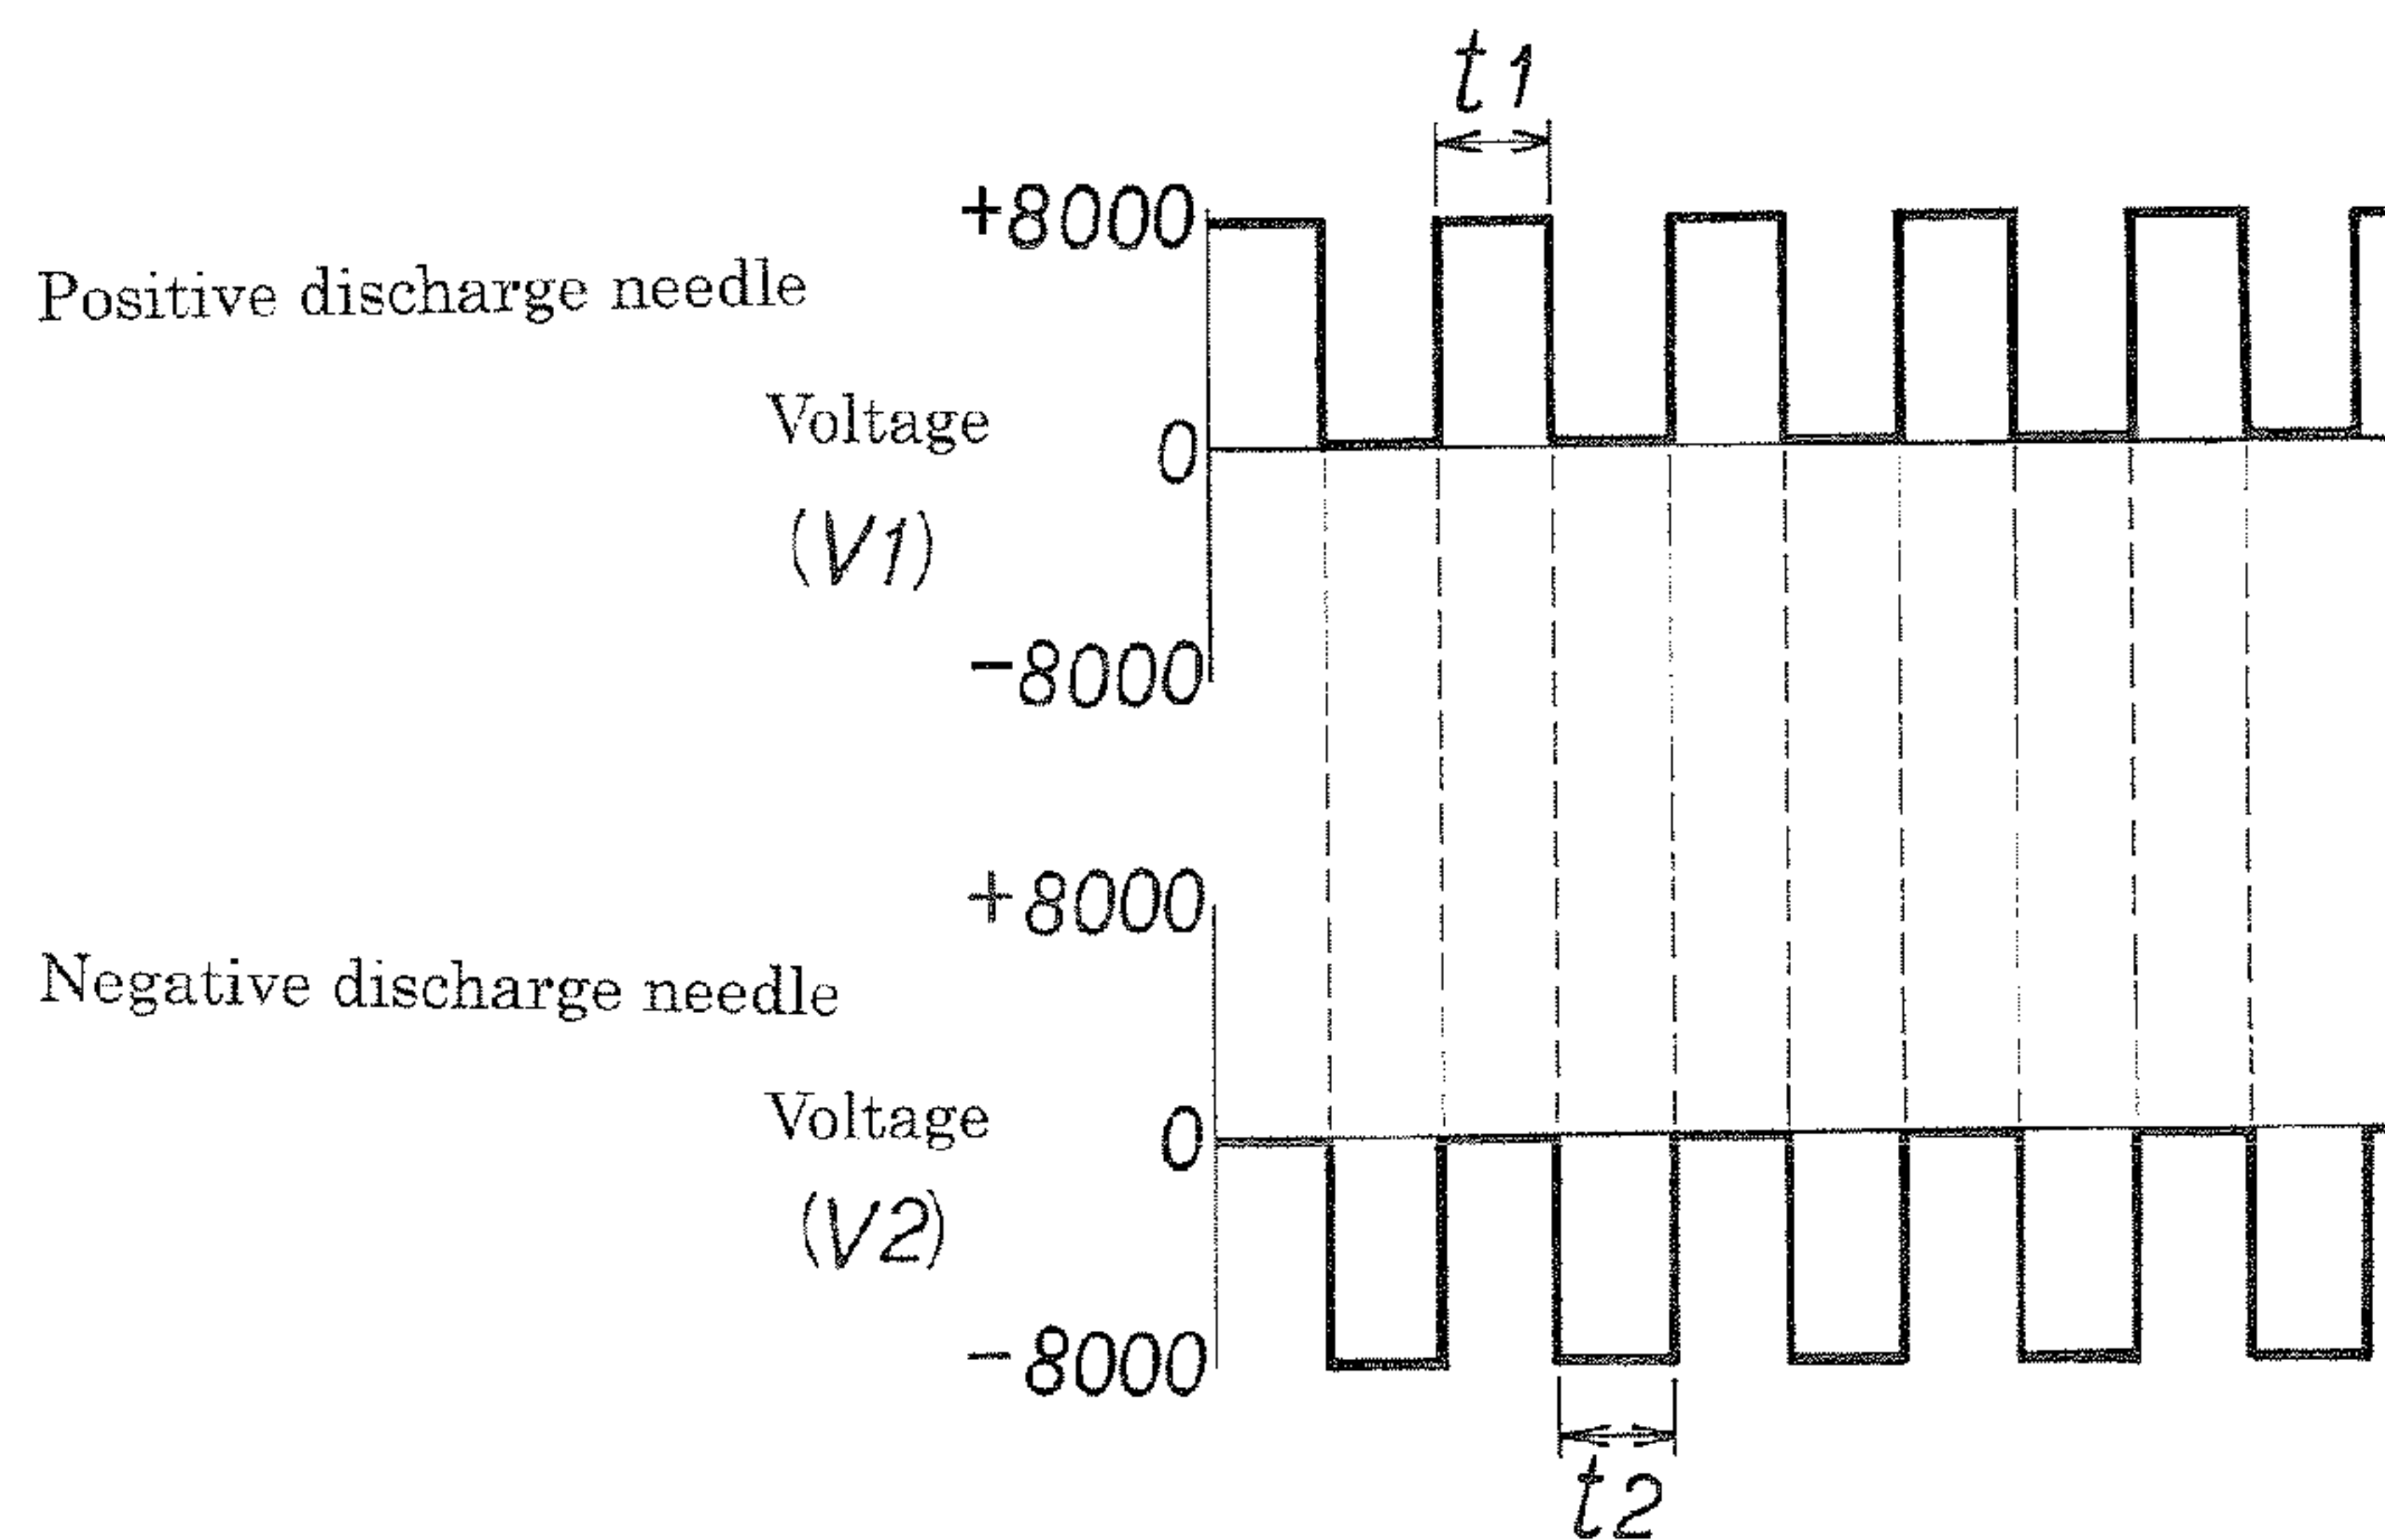 t1
+8000
Positive discharge needle
Voltage
0
(V1)
-8000
+8000
Negative discharge needle
Voltage
0
(V2)
-8000
t2